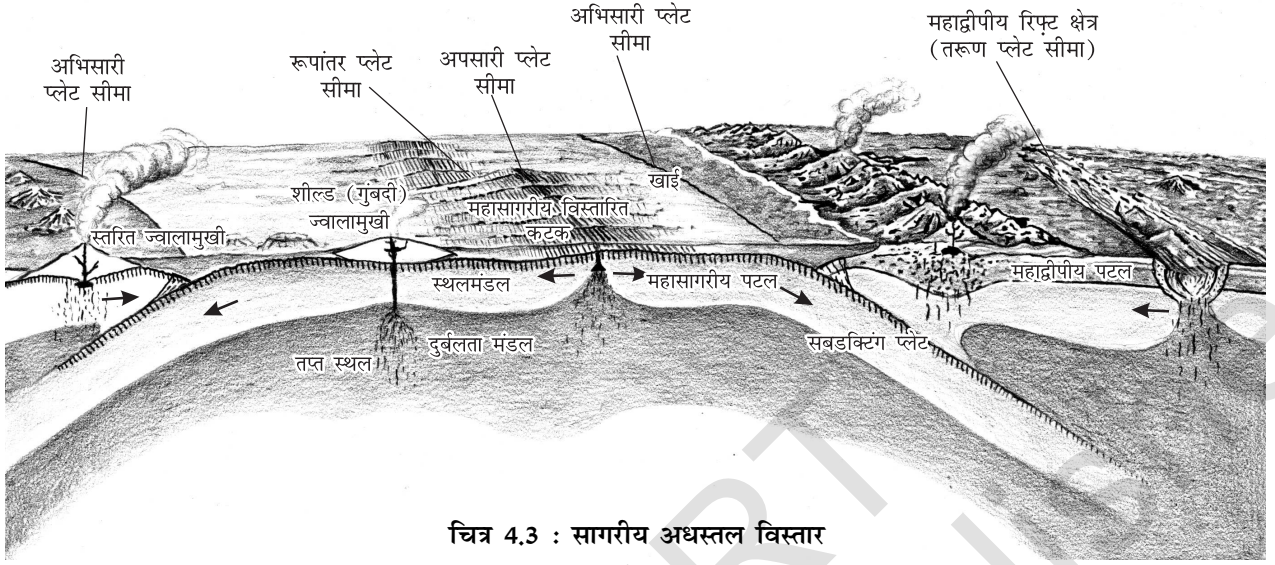 अभिसारी
प्लेट सीमा
रूपांतर प्लेट
सीमा
अपसारी प्लेट
सीमा
अभिसारी प्लेट
सीमा
महाद्वीपीय रिफ़्ट क्षेत्र
(तरूण प्लेट सीमा)
शील्ड (गुंबदी)
ज्वालामुखी
खाई
स्तरित ज्वालामुखी
महासागरीय विस्तारित
कटक
स्थलमंडल
महासागरीय पटल
महाद्वीपीय पटल
तप्त स्थल
दुर्बलता मंडल
सबडक्टिंग प्लेट
चित्र 4.3 : सागरीय अधस्तल विस्तार